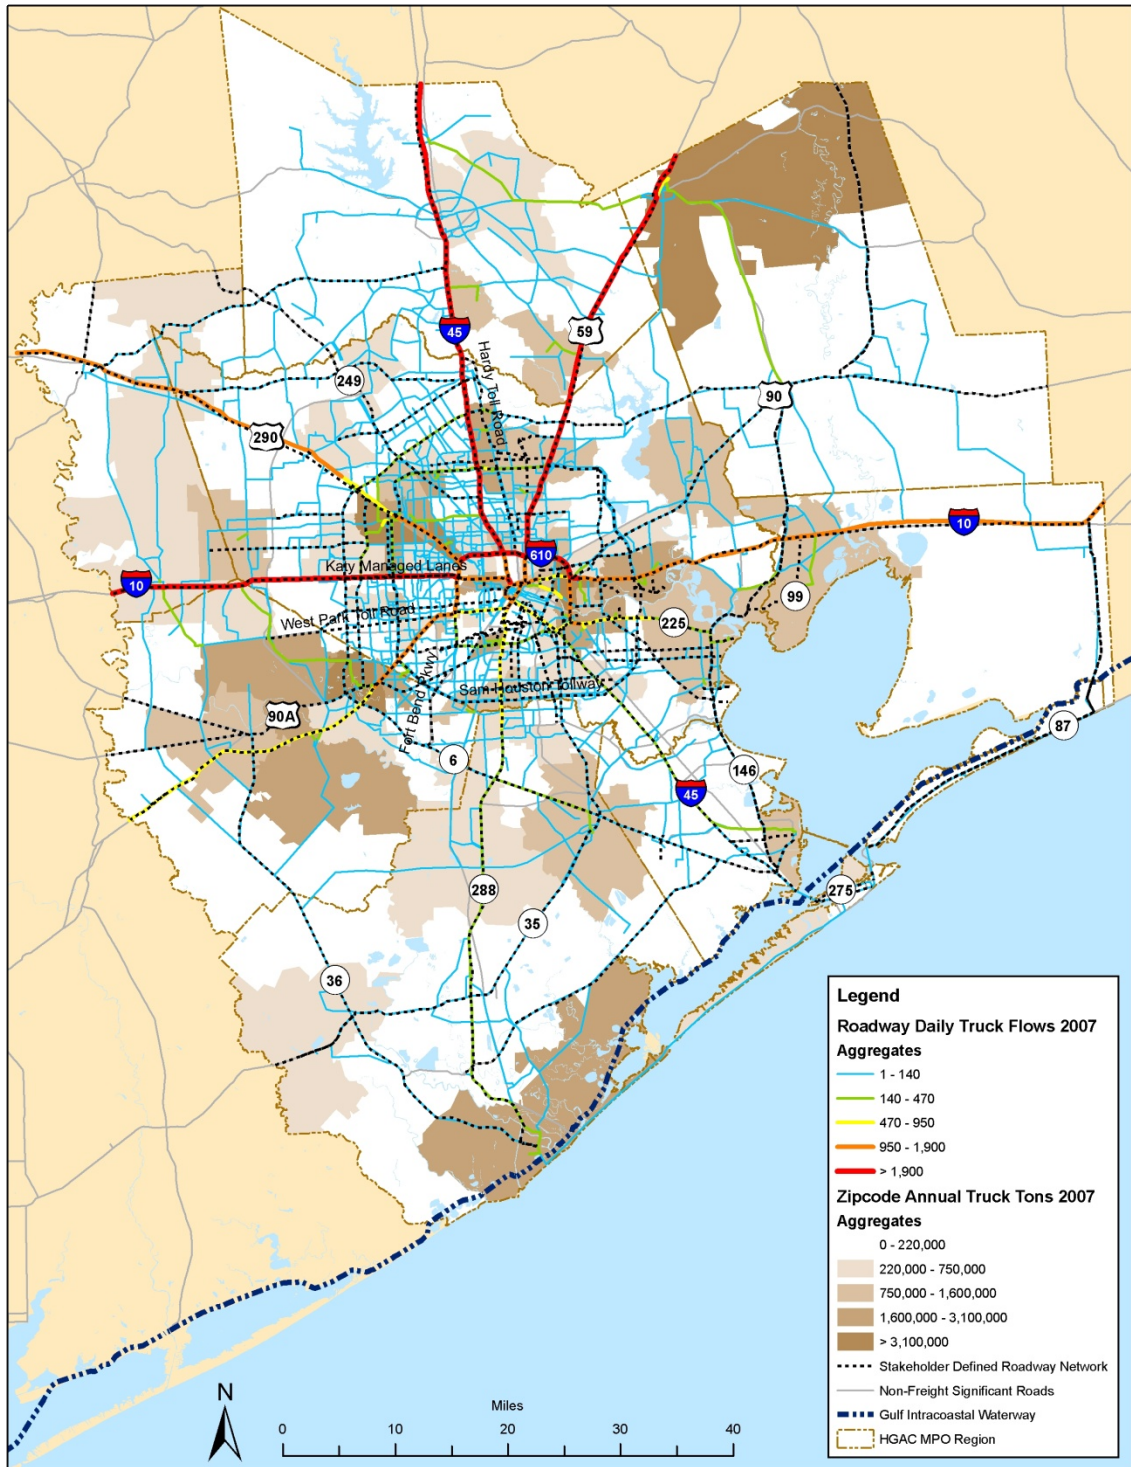 45
59
Hardy Toll Road
249
90
290
10
610
Katy Managed Lanes
10
99
West Park Toll Road
225
Sam Houston Tollway
Fort Bend Pkwy
90A
87
6
146
45
288
275
35
36
Legend
Roadway Daily Truck Flows 2007
Aggregates
1 - 140
140 - 470
470 - 950
950 - 1,900
> 1,900
Zipcode Annual Truck Tons 2007
Aggregates
0 - 220,000
220,000 - 750,000
750,000 - 1,600,000
1,600,000 - 3,100,000
> 3,100,000
Stakeholder Defined Roadway Network
Non-Freight Significant Roads
Gulf Intracoastal Waterway
HGAC MPO Region
N
Miles
0 10 20 30 40